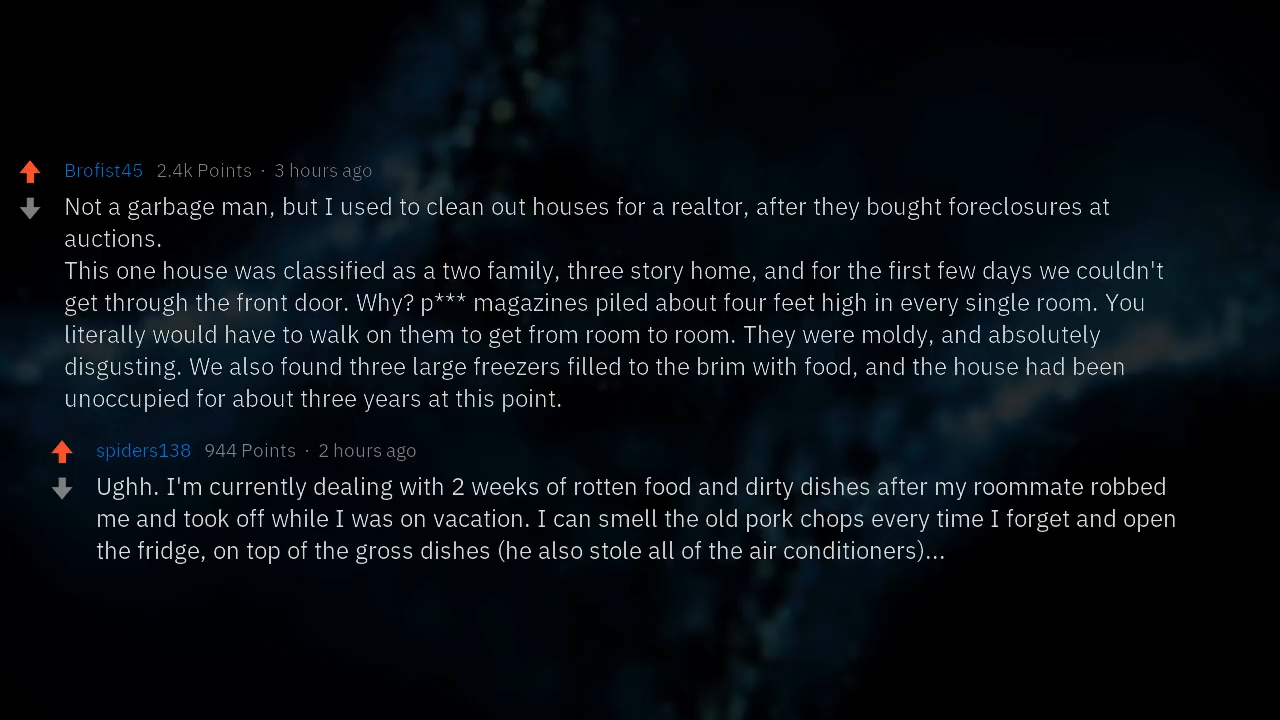 Brofist45 2.4k Points · 3 hours ago
Not a garbage man, but I used to clean out houses for a realtor, after they bought foreclosures at
auctions.
This one house was classified as a two family, three story home, and for the first few days we couldn't
get through the front door. Why? p*** magazines piled about four feet high in every single room. You
literally would have to walk on them to get from room to room. They were moldy, and absolutely
disgusting. We also found three large freezers filled to the brim with food, and the house had been
unoccupied for about three years at this point.
spiders138 944 Points · 2 hours ago
Ughh. I'm currently dealing with 2 weeks of rotten food and dirty dishes after my roommate robbed
me and took off while I was on vacation. I can smell the old pork chops every time I forget and open
the fridge, on top of the gross dishes (he also stole all of the air conditioners)...